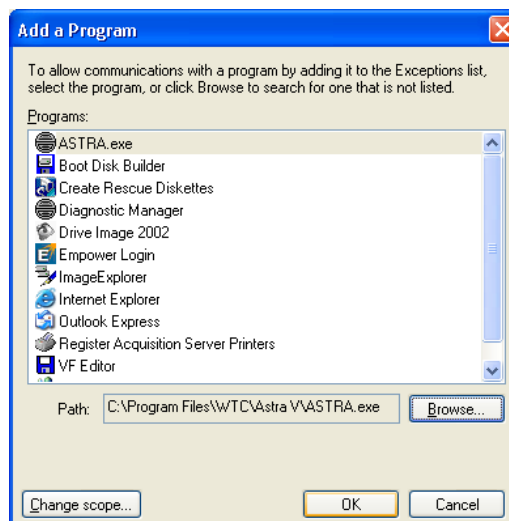 Add a Program
To allow communications with a program by adding it to the Exceptions list,
select the program, or click Browse to search for one that is not listed.
Programs:
ASTRA.exe
Boot Disk Builder
Create Rescue Diskettes
Diagnostic Manager
Drive Image 2002
Empower Login
ImageExplorer
Internet Explorer
Outlook Express
Register Acquisition Server Printers
VF Editor
Path: C:\Program Files\WTC\Astra V\ASTRA.exe Browse...
Change scope... OK Cancel